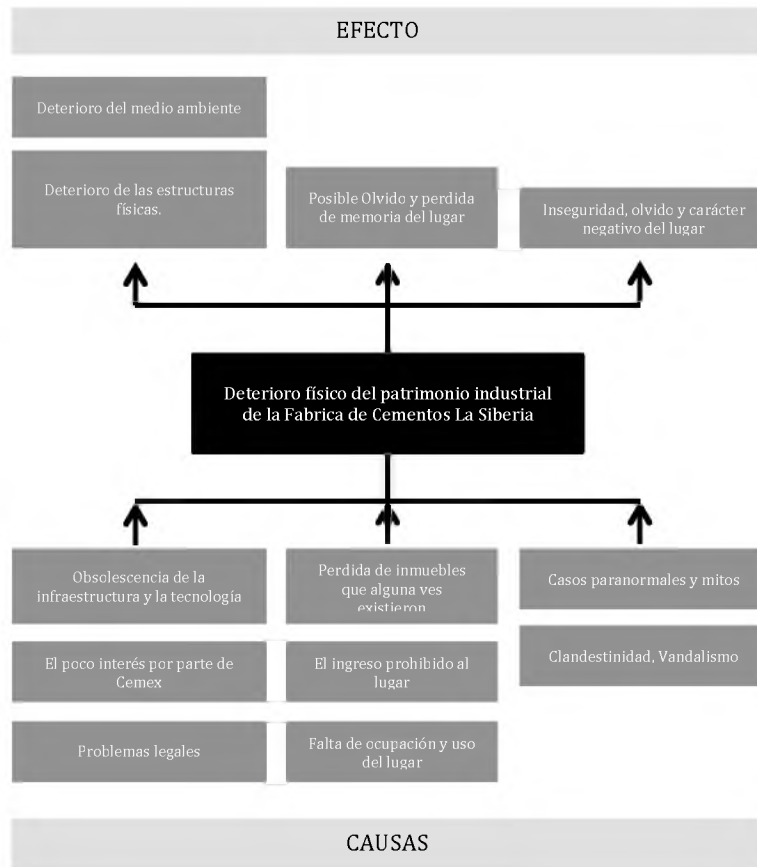 EFECTO
Deterioro del medio ambiente
Deterioro de las estructuras
físicas.
Posible Olvido y perdida
de memoria del lugar
Inseguridad, olvido y carácter
negativo del lugar
Deterioro físico del patrimonio industrial
de la Fabrica de Cementos La Siberia
Obsolescencia de la
infraestructura y la tecnología
Perdida de inmuebles
que alguna ves
existieron
Casos paranormales y mitos
El poco interés por parte de
Cemex
El ingreso prohibido al
lugar
Clandestinidad, Vandalismo
Problemas legales
Falta de ocupación y uso
del lugar
CAUSAS